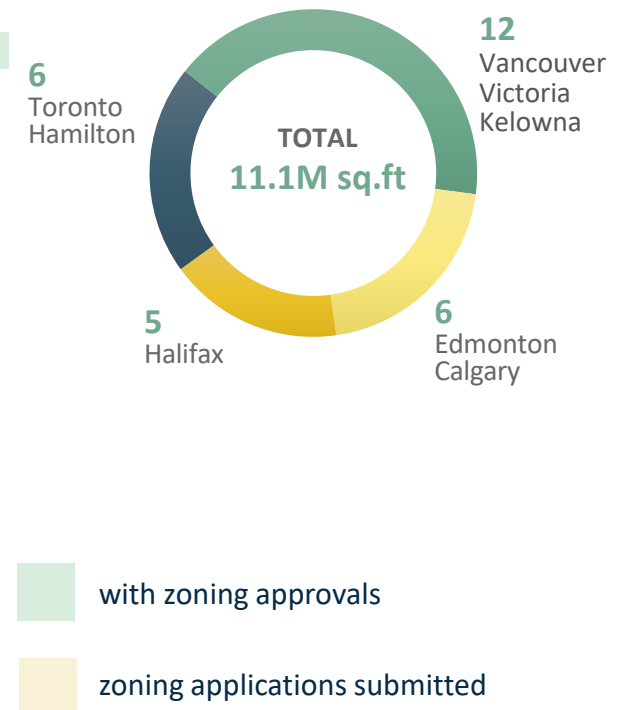 12
Vancouver
Victoria
Kelowna
6
Toronto
Hamilton
TOTAL
11.1M sq.ft
5
Halifax
6
Edmonton
Calgary
with zoning approvals
zoning applications submitted